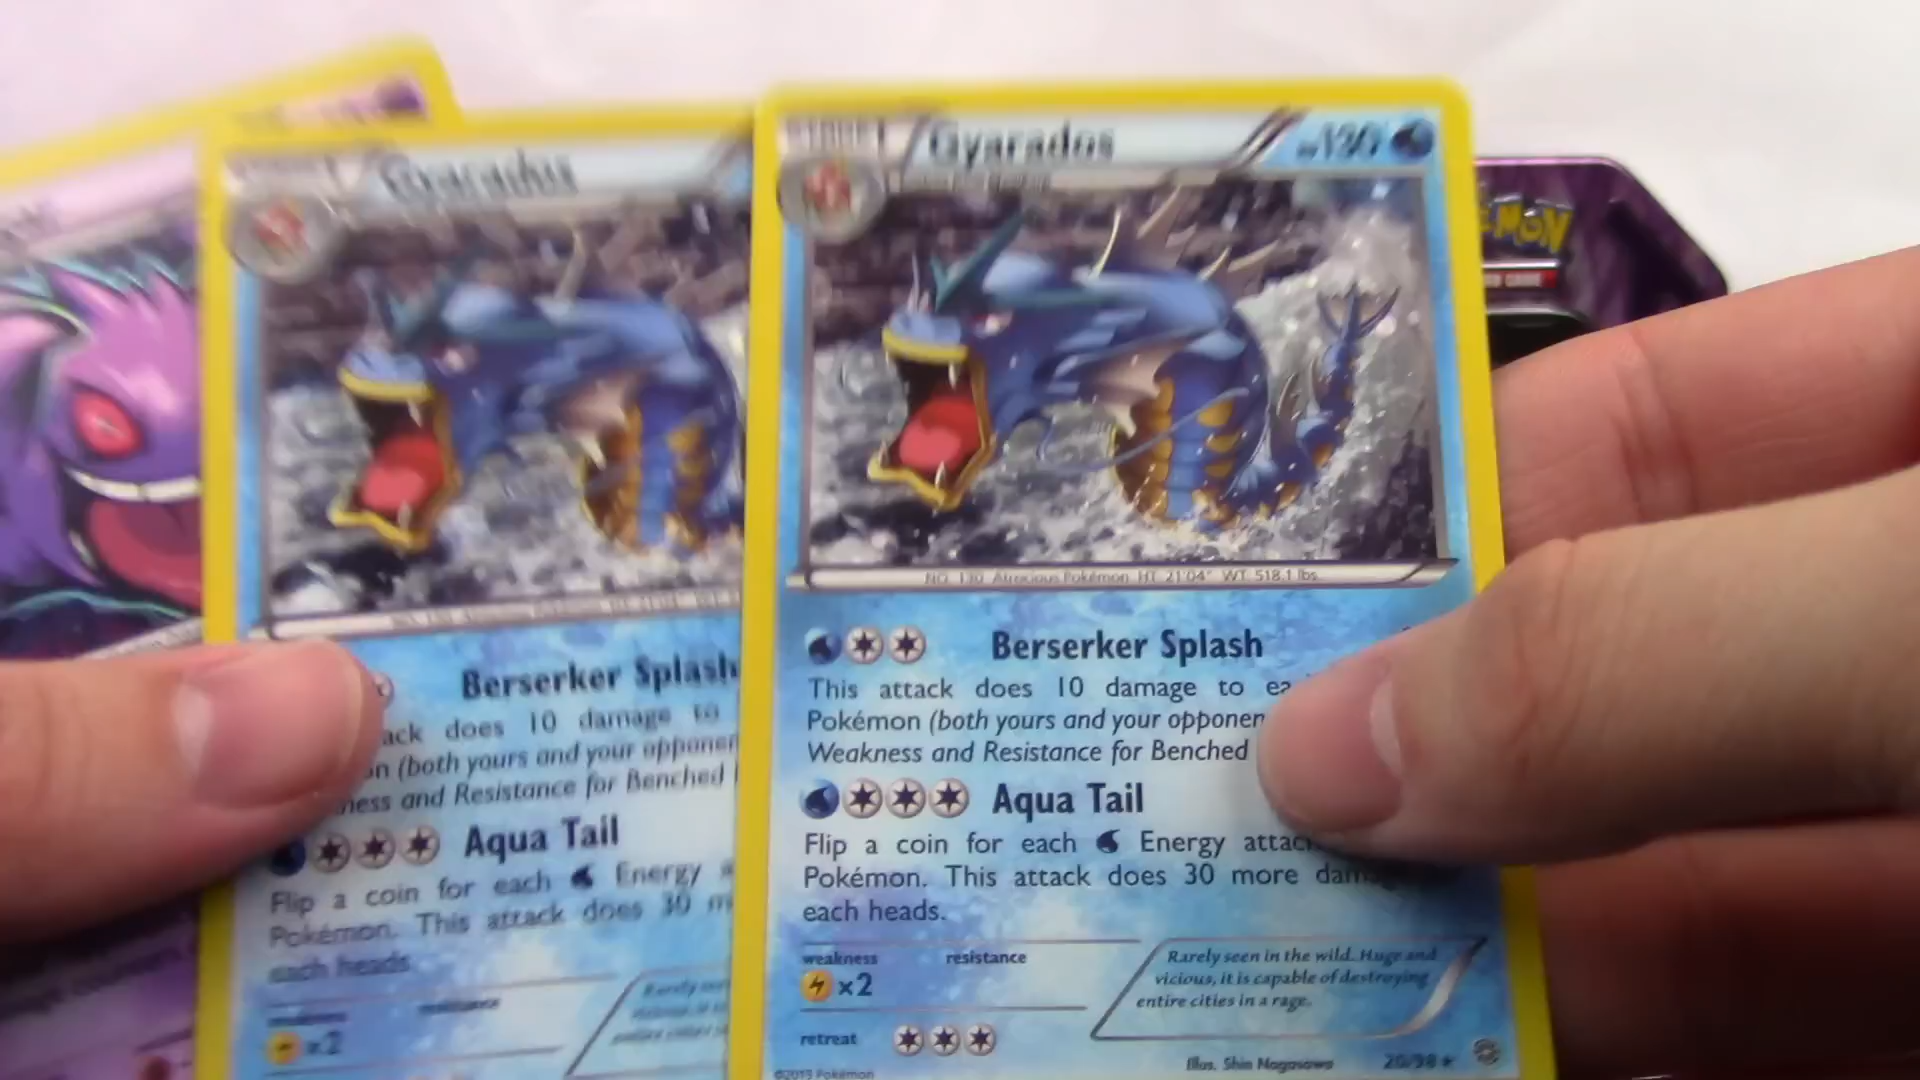 Gyarados
Gyarados
HP130
EMON
NO. 130 Atrocious Pokémon HT. 21'04" WT. 518.1 lbs.
Berserker Splash
ack does 10 damage to
on (both yours and your opponen
ness and Resistance for Benched
Aqua Tail
Flip a coin for each Energy
Pokémon. This attack does 30 m
each heads.
x2
Berserker Splash
This attack does 10 damage to ea
Pokémon (both yours and your opponen
Weakness and Resistance for Benched
Aqua Tail
Flip a coin for each Energy attac
Pokémon. This attack does 30 more dam
each heads.
weakness
resistance
x2
retreat
Rarely seen in the wild. Huge and
vicious, it is capable of destroying
entire cities in a rage.
Illus. Shin Nagasawa
20/98
©2015 Pokémon